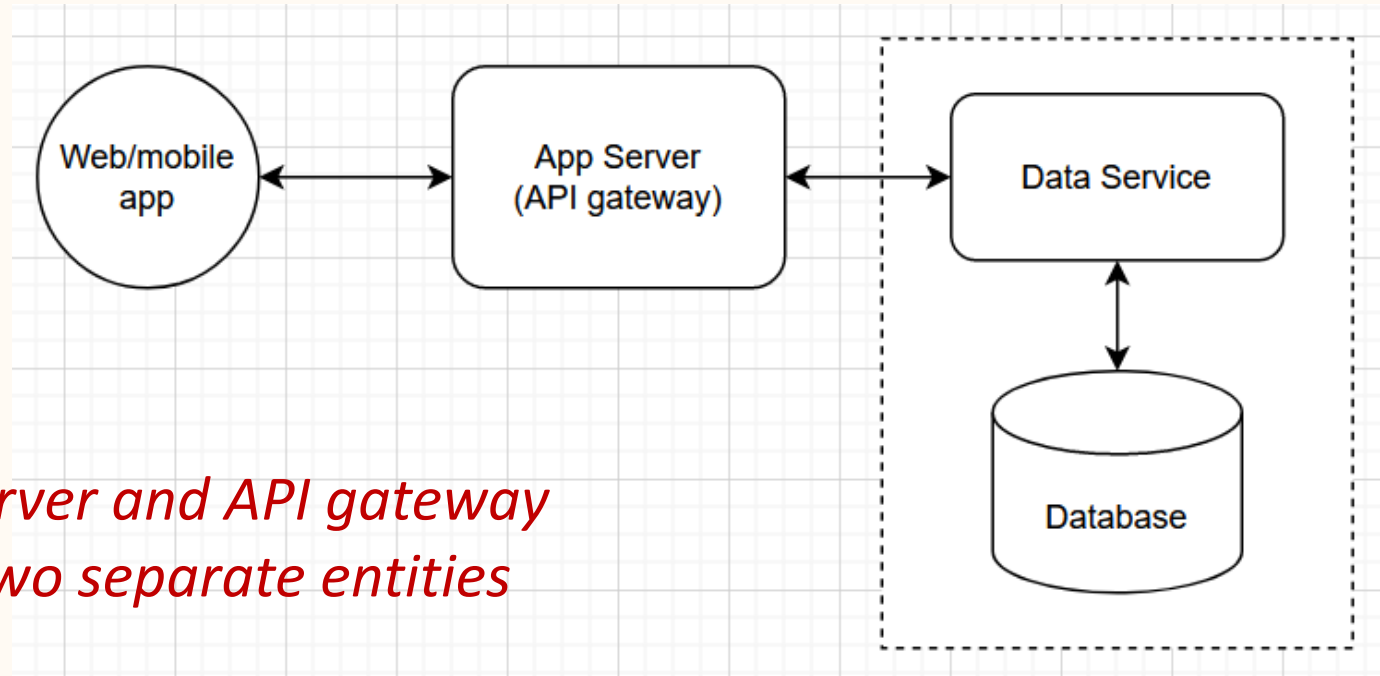 Web/mobile
app
App Server
(API gateway)
Data Service
Database
rver and API gateway
wo separate entities